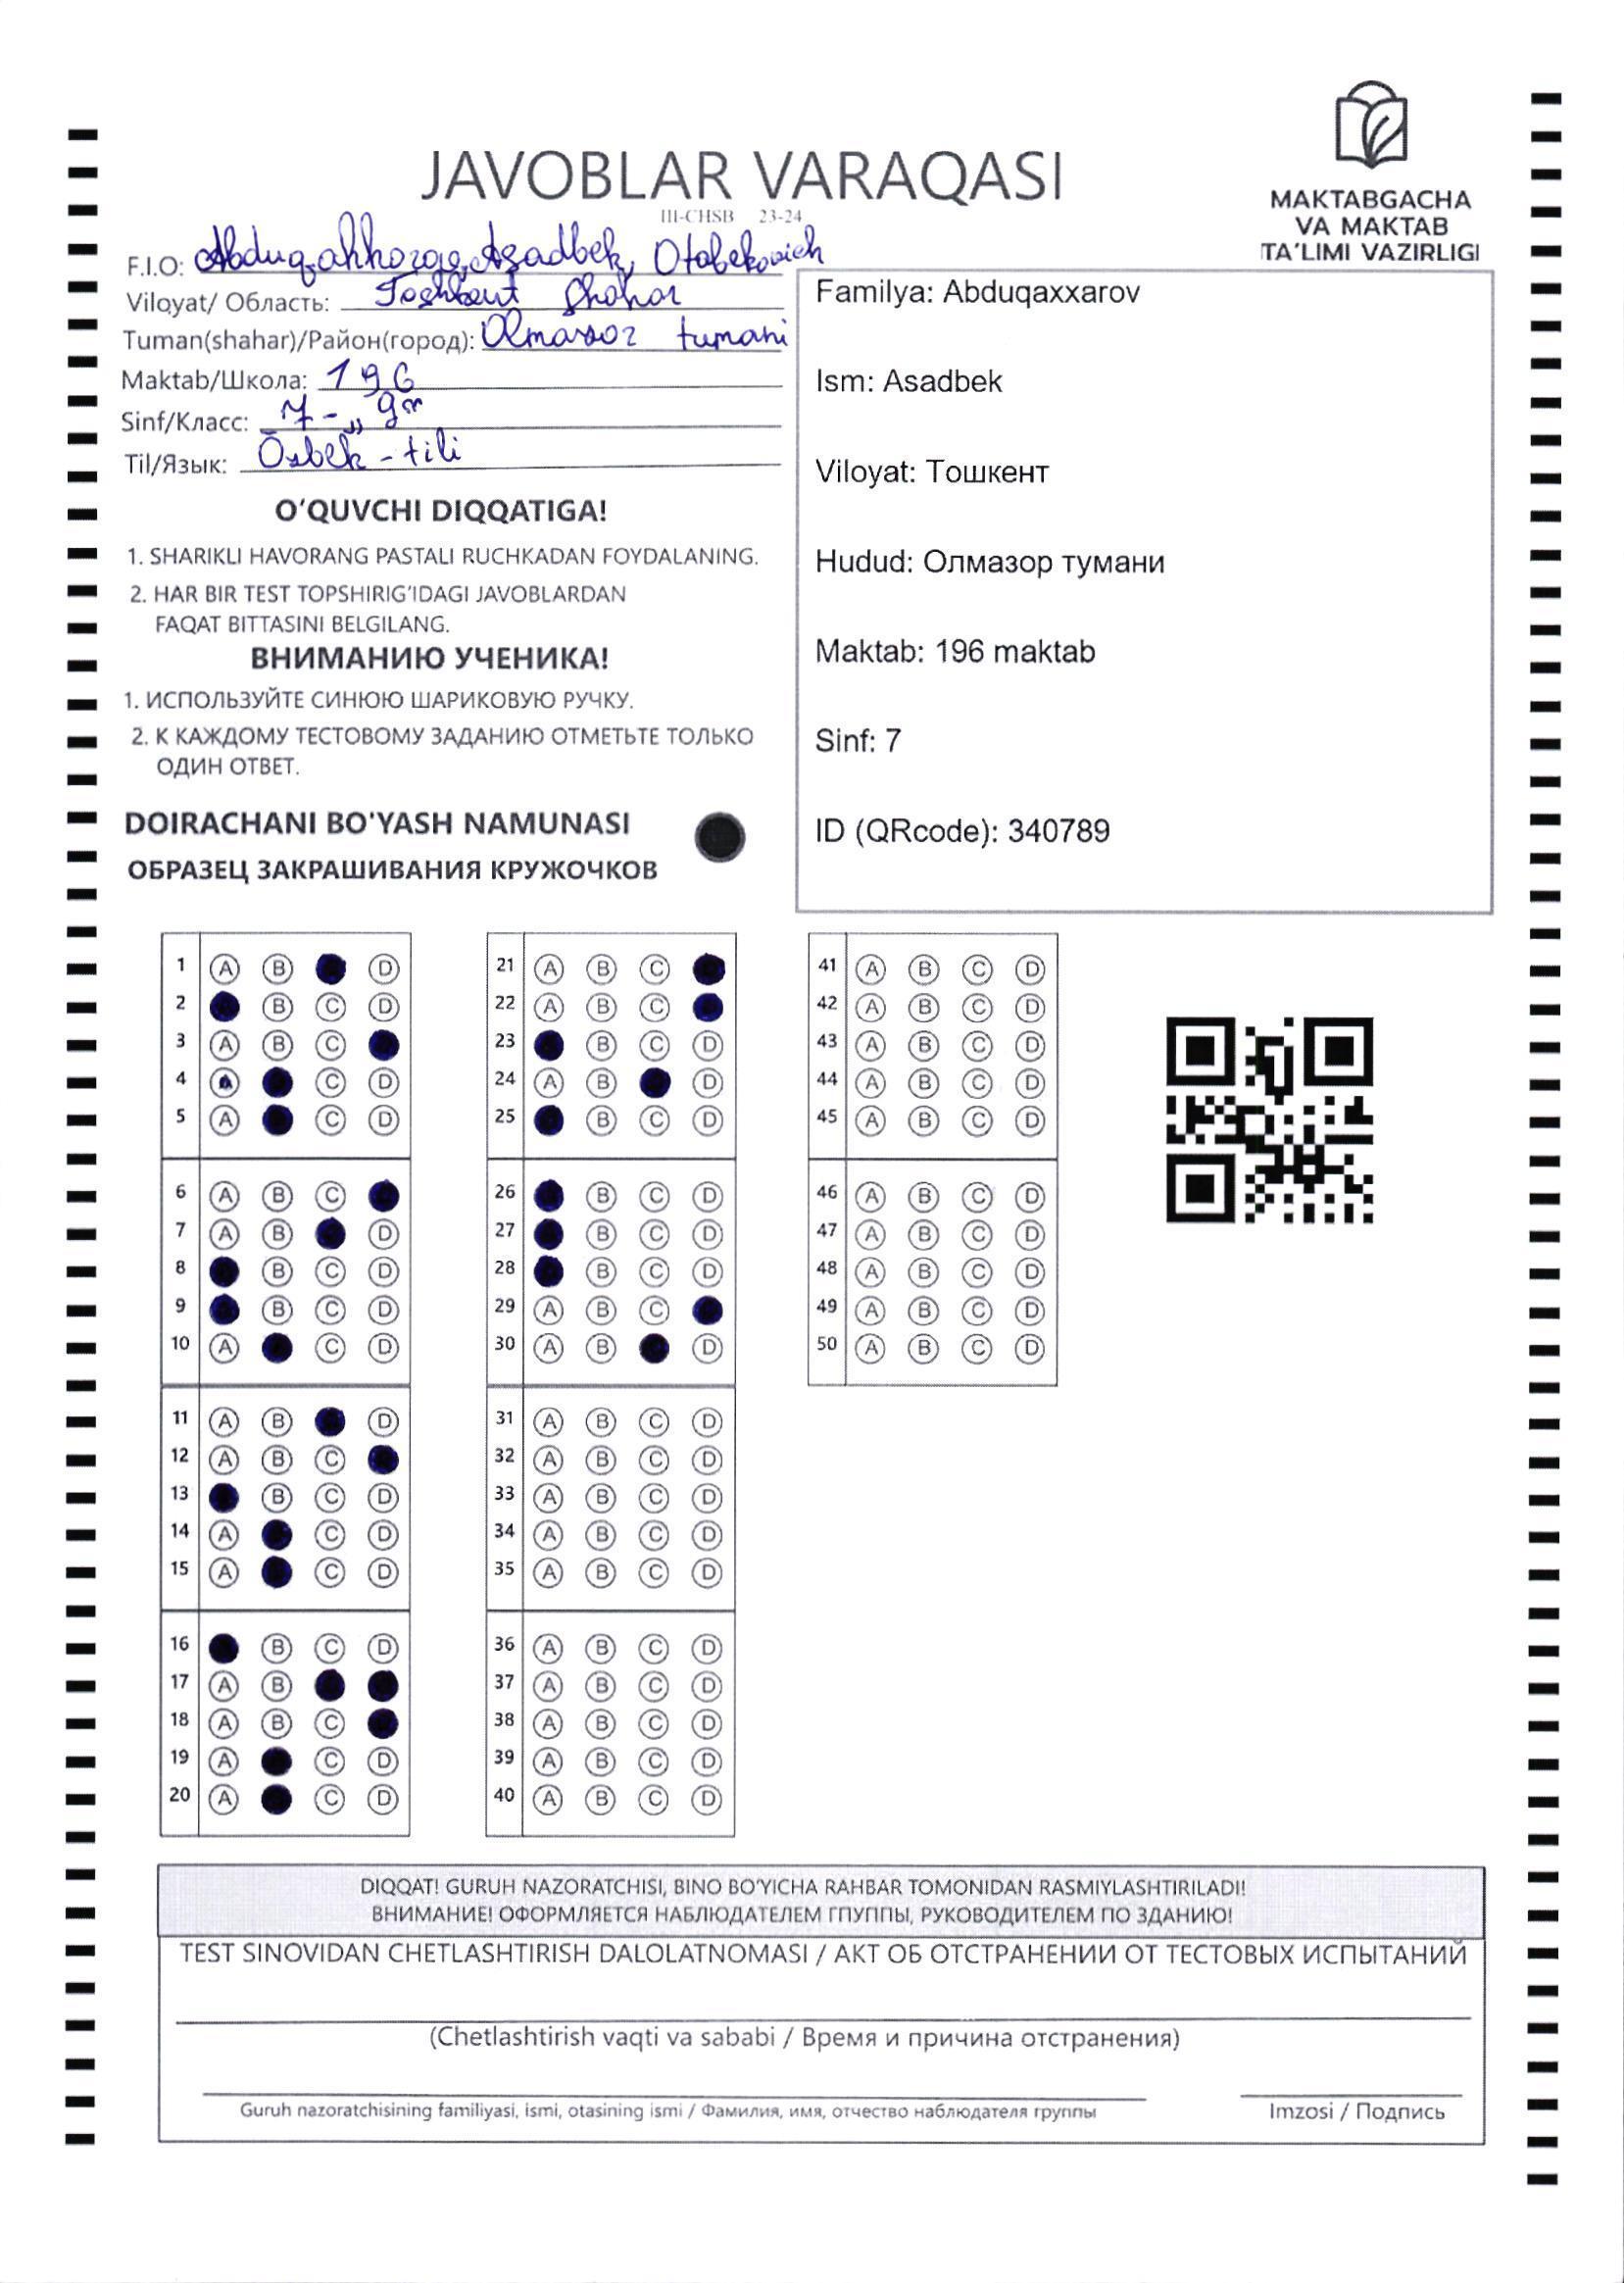 JAVOBLAR VARAQASI
III-CHSB 23-24
MAKTABGACHA
VA MAKTAB
TA'LIMI VAZIRLIGI
F.I.O: Abduqahhorov Asadbek Otabekovich
Viloyat/ Область: Toshkent Shahar
Tuman(shahar)/Район(город): Olmazor tumani
Maktab/Школа: 196
Sinf/Класс: 7-„g"
Til/Язык: Õzbek-tili
O'QUVCHI DIQQATIGA!
1. SHARIKLI HAVORANG PASTALI RUCHKADAN FOYDALANING.
2. HAR BIR TEST TOPSHIRIG'IDAGI JAVOBLARDAN
FAQAT BITTASINI BELGILANG.
ВНИМАНИЮ УЧЕНИКА!
1. ИСПОЛЬЗУЙТЕ СИНЮЮ ШАРИКОВУЮ РУЧКУ.
2. К КАЖДОМУ ТЕСТОВОМУ ЗАДАНИЮ ОТМЕТЬТЕ ТОЛЬКО
ОДИН ОТВЕТ.
DOIRACHANI BO'YASH NAMUNASI
ОБРАЗЕЦ ЗАКРАШИВАНИЯ КРУЖОЧКОВ
Familya: Abduqaxxarov
Ism: Asadbek
Viloyat: Тошкент
Hudud: Олмазор тумани
Maktab: 196 maktab
Sinf: 7
ID (QRcode): 340789
1 A B D
2 B C D
3 A B C
4 A C D
5 A C D
6 A B C
7 A B D
8 B C D
9 B C D
10 A C D
11 A B D
12 A B C
13 B C D
14 A C D
15 A C D
16 B C D
17 A B
18 A B C
19 A C D
20 A C D
21 A B C
22 A B C
23 B C D
24 A B D
25 B C D
26 B C D
27 B C D
28 B C D
29 A B C
30 A B D
31 A B C D
32 A B C D
33 A B C D
34 A B C D
35 A B C D
36 A B C D
37 A B C D
38 A B C D
39 A B C D
40 A B C D
41 A B C D
42 A B C D
43 A B C D
44 A B C D
45 A B C D
46 A B C D
47 A B C D
48 A B C D
49 A B C D
50 A B C D
DIQQAT! GURUH NAZORATCHISI, BINO BO'YICHA RAHBAR TOMONIDAN RASMIYLASHTIRILADI!
ВНИМАНИЕ! ОФОРМЛЯЕТСЯ НАБЛЮДАТЕЛЕМ ГПУППЫ, РУКОВОДИТЕЛЕМ ПО ЗДАНИЮ!
TEST SINOVIDAN CHETLASHTIRISH DALOLATNOMASI / АКТ ОБ ОТСТРАНЕНИИ ОТ ТЕСТОВЫХ ИСПЫТАНИЙ
(Chetlashtirish vaqti va sababi / Время и причина отстранения)
Guruh nazoratchisining familiyasi, ismi, otasining ismi / Фамилия, имя, отчество наблюдателя группы
Imzosi / Подпись